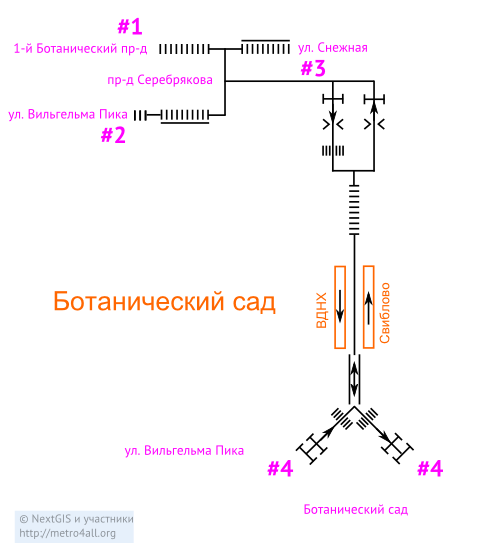 #1
1-й Ботанический пр-д
ул. Снежная
#3
пр-д Серебрякова
ул. Вильгельма Пика
#2
Ботанический сад
ВДНХ
Свиблово
ул. Вильгельма Пика
#4
#4
Ботанический сад
© NextGIS и участники
http://metro4all.org